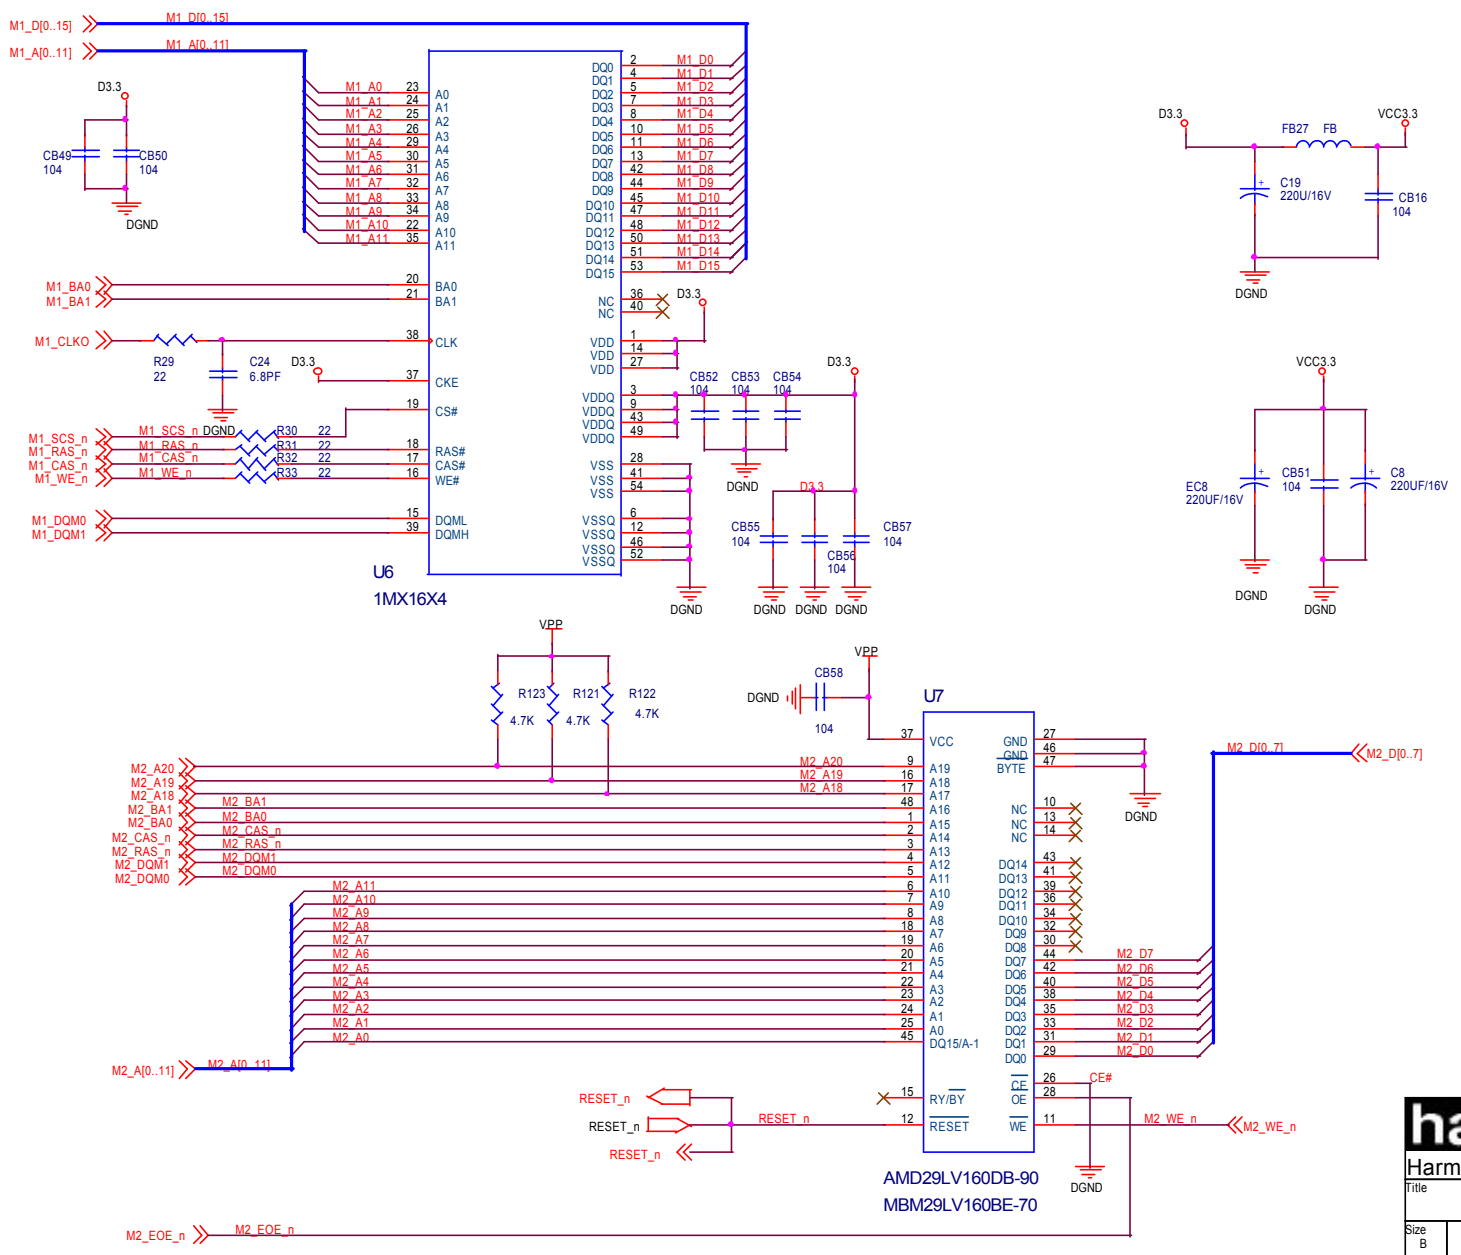 M1_D[0..15]
M1_D[0..15]
M1_A[0..11]
M1_A[0..11]
D3.3
CB49
104
CB50
104
DGND
M1_A0 23 A0
M1_A1 24 A1
M1_A2 25 A2
M1_A3 26 A3
M1_A4 29 A4
M1_A5 30 A5
M1_A6 31 A6
M1_A7 32 A7
M1_A8 33 A8
M1_A9 34 A9
M1_A10 22 A10
M1_A11 35 A11
M1_BA0 20 BA0
M1_BA1 21 BA1
M1_CLKO 38 CLK
R29
22
C24
6.8PF
D3.3
37 CKE
19 CS#
DGND
M1_SCS_n M1_SCS_n R30 22
M1_RAS_n M1_RAS_n R31 22 18 RAS#
M1_CAS_n M1_CAS_n R32 22 17 CAS#
M1_WE_n M1_WE_n R33 22 16 WE#
M1_DQM0 15 DQML
M1_DQM1 39 DQMH
U6
1MX16X4
DQ0 2 M1_D0
DQ1 4 M1_D1
DQ2 5 M1_D2
DQ3 7 M1_D3
DQ4 8 M1_D4
DQ5 10 M1_D5
DQ6 11 M1_D6
DQ7 13 M1_D7
DQ8 42 M1_D8
DQ9 44 M1_D9
DQ10 45 M1_D10
DQ11 47 M1_D11
DQ12 48 M1_D12
DQ13 50 M1_D13
DQ14 51 M1_D14
DQ15 53 M1_D15
NC 36
NC 40
D3.3
VDD 1
VDD 14
VDD 27
VDDQ 3
VDDQ 9
VDDQ 43
VDDQ 49
VSS 28
VSS 41
VSS 54
VSSQ 6
VSSQ 12
VSSQ 46
VSSQ 52
DGND
CB52
104
CB53
104
CB54
104
D3.3
DGND
D3.3
CB55
104
CB56
104
CB57
104
DGND DGND DGND
D3.3
FB27 FB
VCC3.3
C19
220U/16V
CB16
104
DGND
VCC3.3
EC8
220UF/16V
CB51
104
C8
220UF/16V
DGND
DGND
VPP
R123
4.7K
R121
4.7K
R122
4.7K
VPP
CB58
DGND
104
U7
37 VCC
M2_A20 M2_A20 9 A19
M2_A19 M2_A19 16 A18
M2_A18 M2_A18 17 A17
M2_BA1 M2_BA1 48 A16
M2_BA0 M2_BA0 1 A15
M2_CAS_n M2_CAS_n 2 A14
M2_RAS_n M2_RAS_n 3 A13
M2_DQM1 M2_DQM1 4 A12
M2_DQM0 M2_DQM0 5 A11
M2_A11 6 A10
M2_A10 7 A9
M2_A9 8 A8
M2_A8 18 A7
M2_A7 19 A6
M2_A6 20 A5
M2_A5 21 A4
M2_A4 22 A3
M2_A3 23 A2
M2_A2 24 A1
M2_A1 25 A0
M2_A0 45 DQ15/A-1
M2_A[0..11] M2_A[0..11]
15 RY/BY
RESET_n
RESET_n RESET_n 12 RESET
RESET_n
GND 27
GND 46
BYTE 47
DGND
NC 10
NC 13
NC 14
DQ14 43
DQ13 41
DQ12 39
DQ11 36
DQ10 34
DQ9 32
DQ8 30
DQ7 44 M2_D7
DQ6 42 M2_D6
DQ5 40 M2_D5
DQ4 38 M2_D4
DQ3 35 M2_D3
DQ2 33 M2_D2
DQ1 31 M2_D1
DQ0 29 M2_D0
M2_D[0..7] M2_D[0..7]
CE 26 CE#
OE 28
WE 11 M2_WE_n M2_WE_n
DGND
AMD29LV160DB-90
MBM29LV160BE-70
M2_EOE_n M2_EOE_n
ha
Harm
Title
Size
B